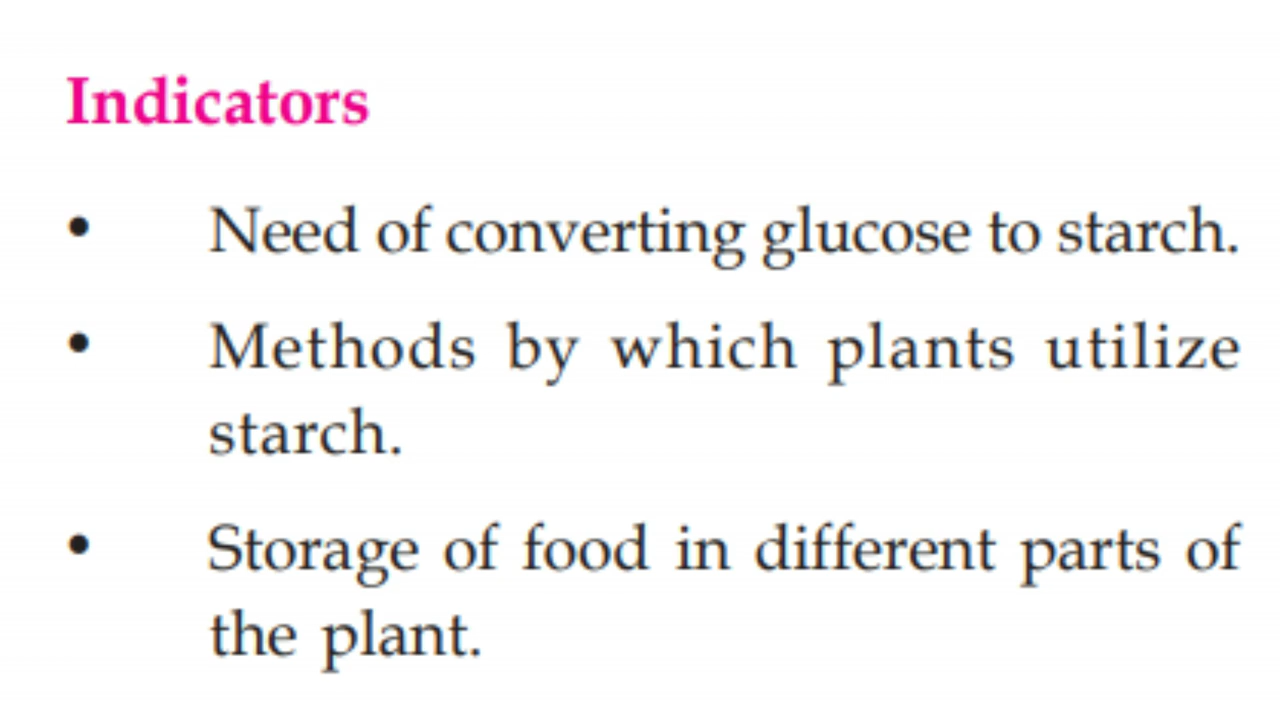 Indicators
• Need of converting glucose to starch.
• Methods by which plants utilize
starch.
• Storage of food in different parts of
the plant.